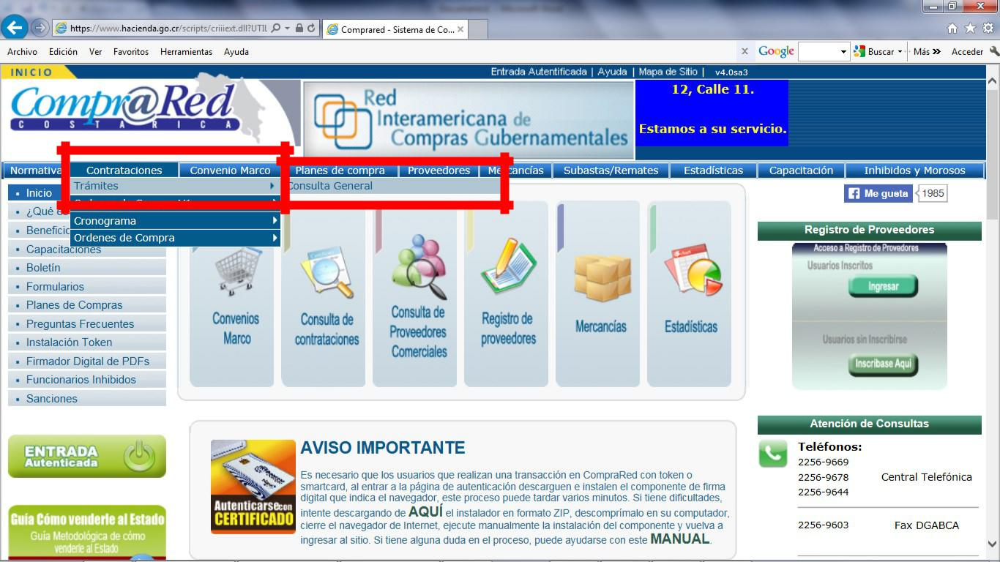 https://www.hacienda.go.cr/scripts/criiiext.dll?UTIL
Comprared - Sistema de Co...
Archivo Edición Ver Favoritos Herramientas Ayuda
x Google Buscar Más Acceder
INICIO
Entrada Autentificada | Ayuda | Mapa de Sitio | v4.0sa3
Compr@Red
COSTA RICA
Red
Interamericana de
Compras Gubernamentales
12, Calle 11.
Estamos a su servicio.
Normativa Contrataciones Convenio Marco Planes de compra Proveedores Mercancías Subastas/Remates Estadísticas Capacitación Inhibidos y Morosos
Trámites
Consulta General
Cronograma
Ordenes de Compra
Inicio
¿Qué es
Beneficio
Capacitaciones
Boletín
Formularios
Planes de Compras
Preguntas Frecuentes
Instalación Token
Firmador Digital de PDFs
Funcionarios Inhibidos
Sanciones
ENTRADA
Autenticada
Guía Cómo venderle al Estado
Guía Metodológica de cómo
venderle al Estado
Convenios
Marco
Consulta de
contrataciones
Consulta de
Proveedores
Comerciales
Registro de
proveedores
Mercancías
Estadísticas
Autenticarse con
CERTIFICADO
AVISO IMPORTANTE
Es necesario que los usuarios que realizan una transacción en CompraRed con token o
smartcard, al entrar a la página de autenticación descarguen e instalen el componente de firma
digital que indica el navegador, este proceso puede tardar varios minutos. Si tiene dificultades,
intente descargando de AQUÍ el instalador en formato ZIP, descomprímalo en su computador,
cierre el navegador de Internet, ejecute manualmente la instalación del componente y vuelva a
ingresar al sitio. Si tiene alguna duda en el proceso, puede ayudarse con este MANUAL.
Me gusta 1985
Registro de Proveedores
Acceso a Registro de Provedores
Usuarios Inscritos
Ingresar
Usuarios sin Inscribirse
Inscribase Aqui
Atención de Consultas
Teléfonos:
2256-9669
2256-9678 Central Telefónica
2256-9644
2256-9603 Fax DGABCA